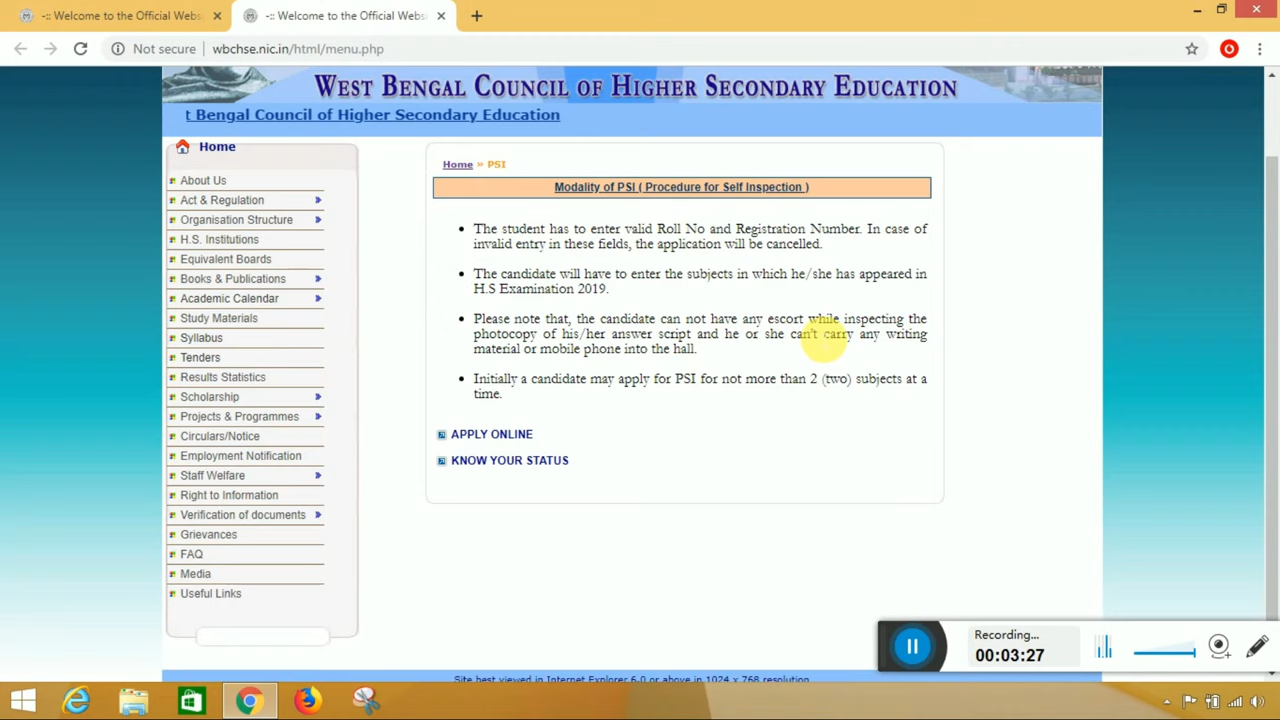 -:: Welcome to the Official Webs
-:: Welcome to the Official Webs
Not secure
wbchse.nic.in/html/menu.php
WEST BENGAL COUNCIL OF HIGHER SECONDARY EDUCATION
t Bengal Council of Higher Secondary Education
Home
About Us
Act & Regulation
Organisation Structure
H.S. Institutions
Equivalent Boards
Books & Publications
Academic Calendar
Study Materials
Syllabus
Tenders
Results Statistics
Scholarship
Projects & Programmes
Circulars/Notice
Employment Notification
Staff Welfare
Right to Information
Verification of documents
Grievances
FAQ
Media
Useful Links
Home » PSI
Modality of PSI ( Procedure for Self Inspection )
The student has to enter valid Roll No and Registration Number. In case of
invalid entry in these fields, the application will be cancelled.
The candidate will have to enter the subjects in which he/she has appeared in
H.S Examination 2019.
Please note that, the candidate can not have any escort while inspecting the
photocopy of his/her answer script and he or she can't carry any writing
material or mobile phone into the hall.
Initially a candidate may apply for PSI for not more than 2 (two) subjects at a
time.
APPLY ONLINE
KNOW YOUR STATUS
Recording...
00:03:27
Site best viewed in Internet Explorer 6.0 or above in 1024 x 768 resolution